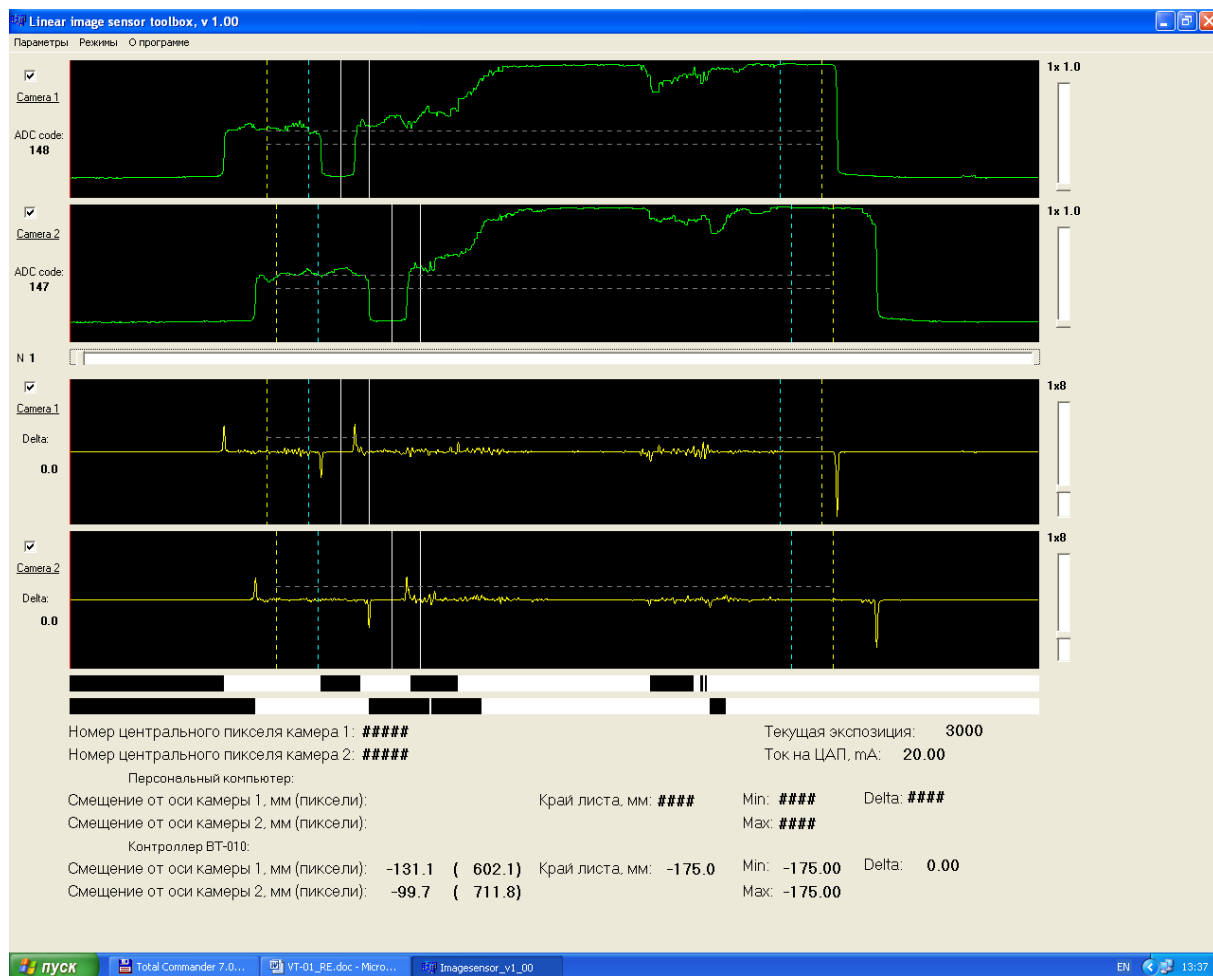 Linear image sensor toolbox, v 1.00
Параметры Режимы О программе
1x 1.0
Camera 1
ADC code:
148
1x 1.0
Camera 2
ADC code:
147
N 1
1x8
Camera 1
Delta:
0.0
1x8
Camera 2
Delta:
0.0
Номер центрального пикселя камера 1: ##### Текущая экспозиция: 3000
Номер центрального пикселя камера 2: ##### Ток на ЦАП, mA: 20.00
Персональный компьютер:
Смещение от оси камеры 1, мм (пиксели): Край листа, мм: #### Min: #### Delta: ####
Смещение от оси камеры 2, мм (пиксели): Max: ####
Контроллер ВТ-010:
Смещение от оси камеры 1, мм (пиксели): -131.1 ( 602.1) Край листа, мм: -175.0 Min: -175.00 Delta: 0.00
Смещение от оси камеры 2, мм (пиксели): -99.7 ( 711.8) Max: -175.00
пуск Total Commander 7.0... VT-01_RE.doc - Micro... Imagesensor_v1_00 EN 13:37